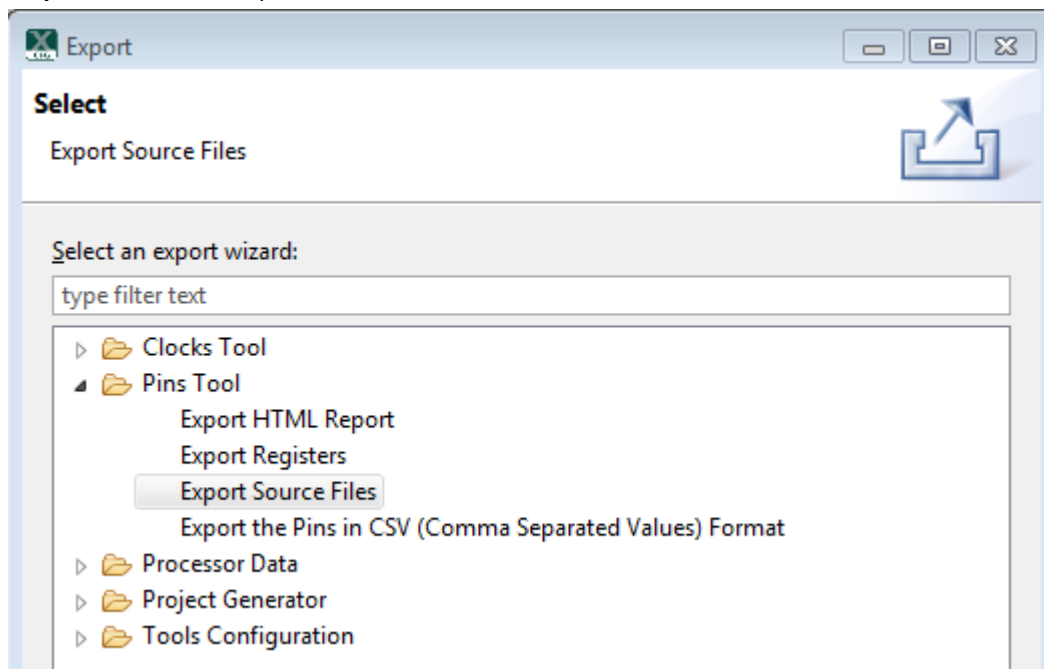 Export
Select
Export Source Files
Select an export wizard:
type filter text
Clocks Tool
Pins Tool
Export HTML Report
Export Registers
Export Source Files
Export the Pins in CSV (Comma Separated Values) Format
Processor Data
Project Generator
Tools Configuration